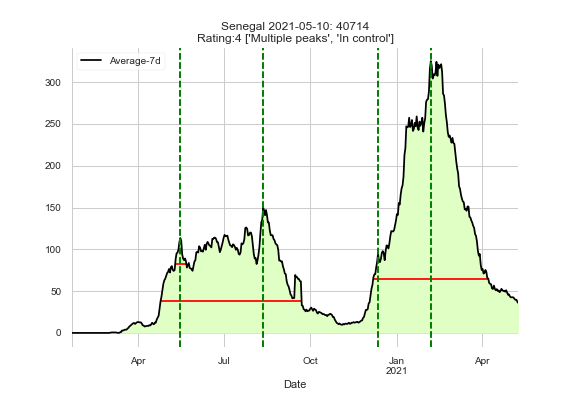 Senegal 2021-05-10: 40714
Rating:4 ['Multiple peaks', 'In control']
Average-7d
300
250
200
150
100
50
0
Apr
Jul
Oct
Jan
2021
Apr
Date